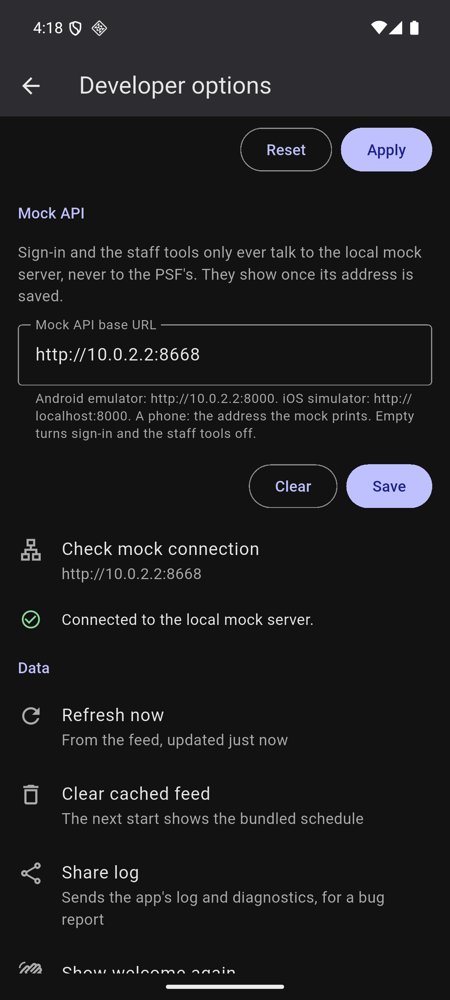 4:18
Developer options
Reset
Apply
Mock API
Sign-in and the staff tools only ever talk to the local mock
server, never to the PSF's. They show once its address is
saved.
Mock API base URL
http://10.0.2.2:8668
Android emulator: http://10.0.2.2:8000. iOS simulator: http://
localhost:8000. A phone: the address the mock prints. Empty
turns sign-in and the staff tools off.
Clear
Save
Check mock connection
http://10.0.2.2:8668
Connected to the local mock server.
Data
Refresh now
From the feed, updated just now
Clear cached feed
The next start shows the bundled schedule
Share log
Sends the app's log and diagnostics, for a bug
report
Show welcome again